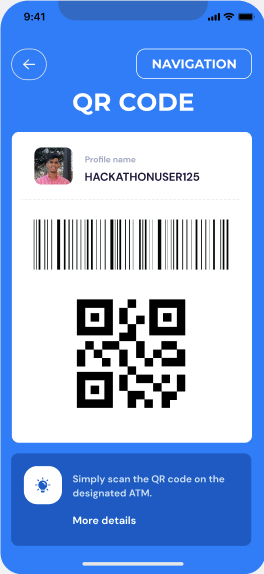 9:41
NAVIGATION
QR CODE
Profile name
HACKATHONUSER125
Simply scan the QR code on the
designated ATM.
More details